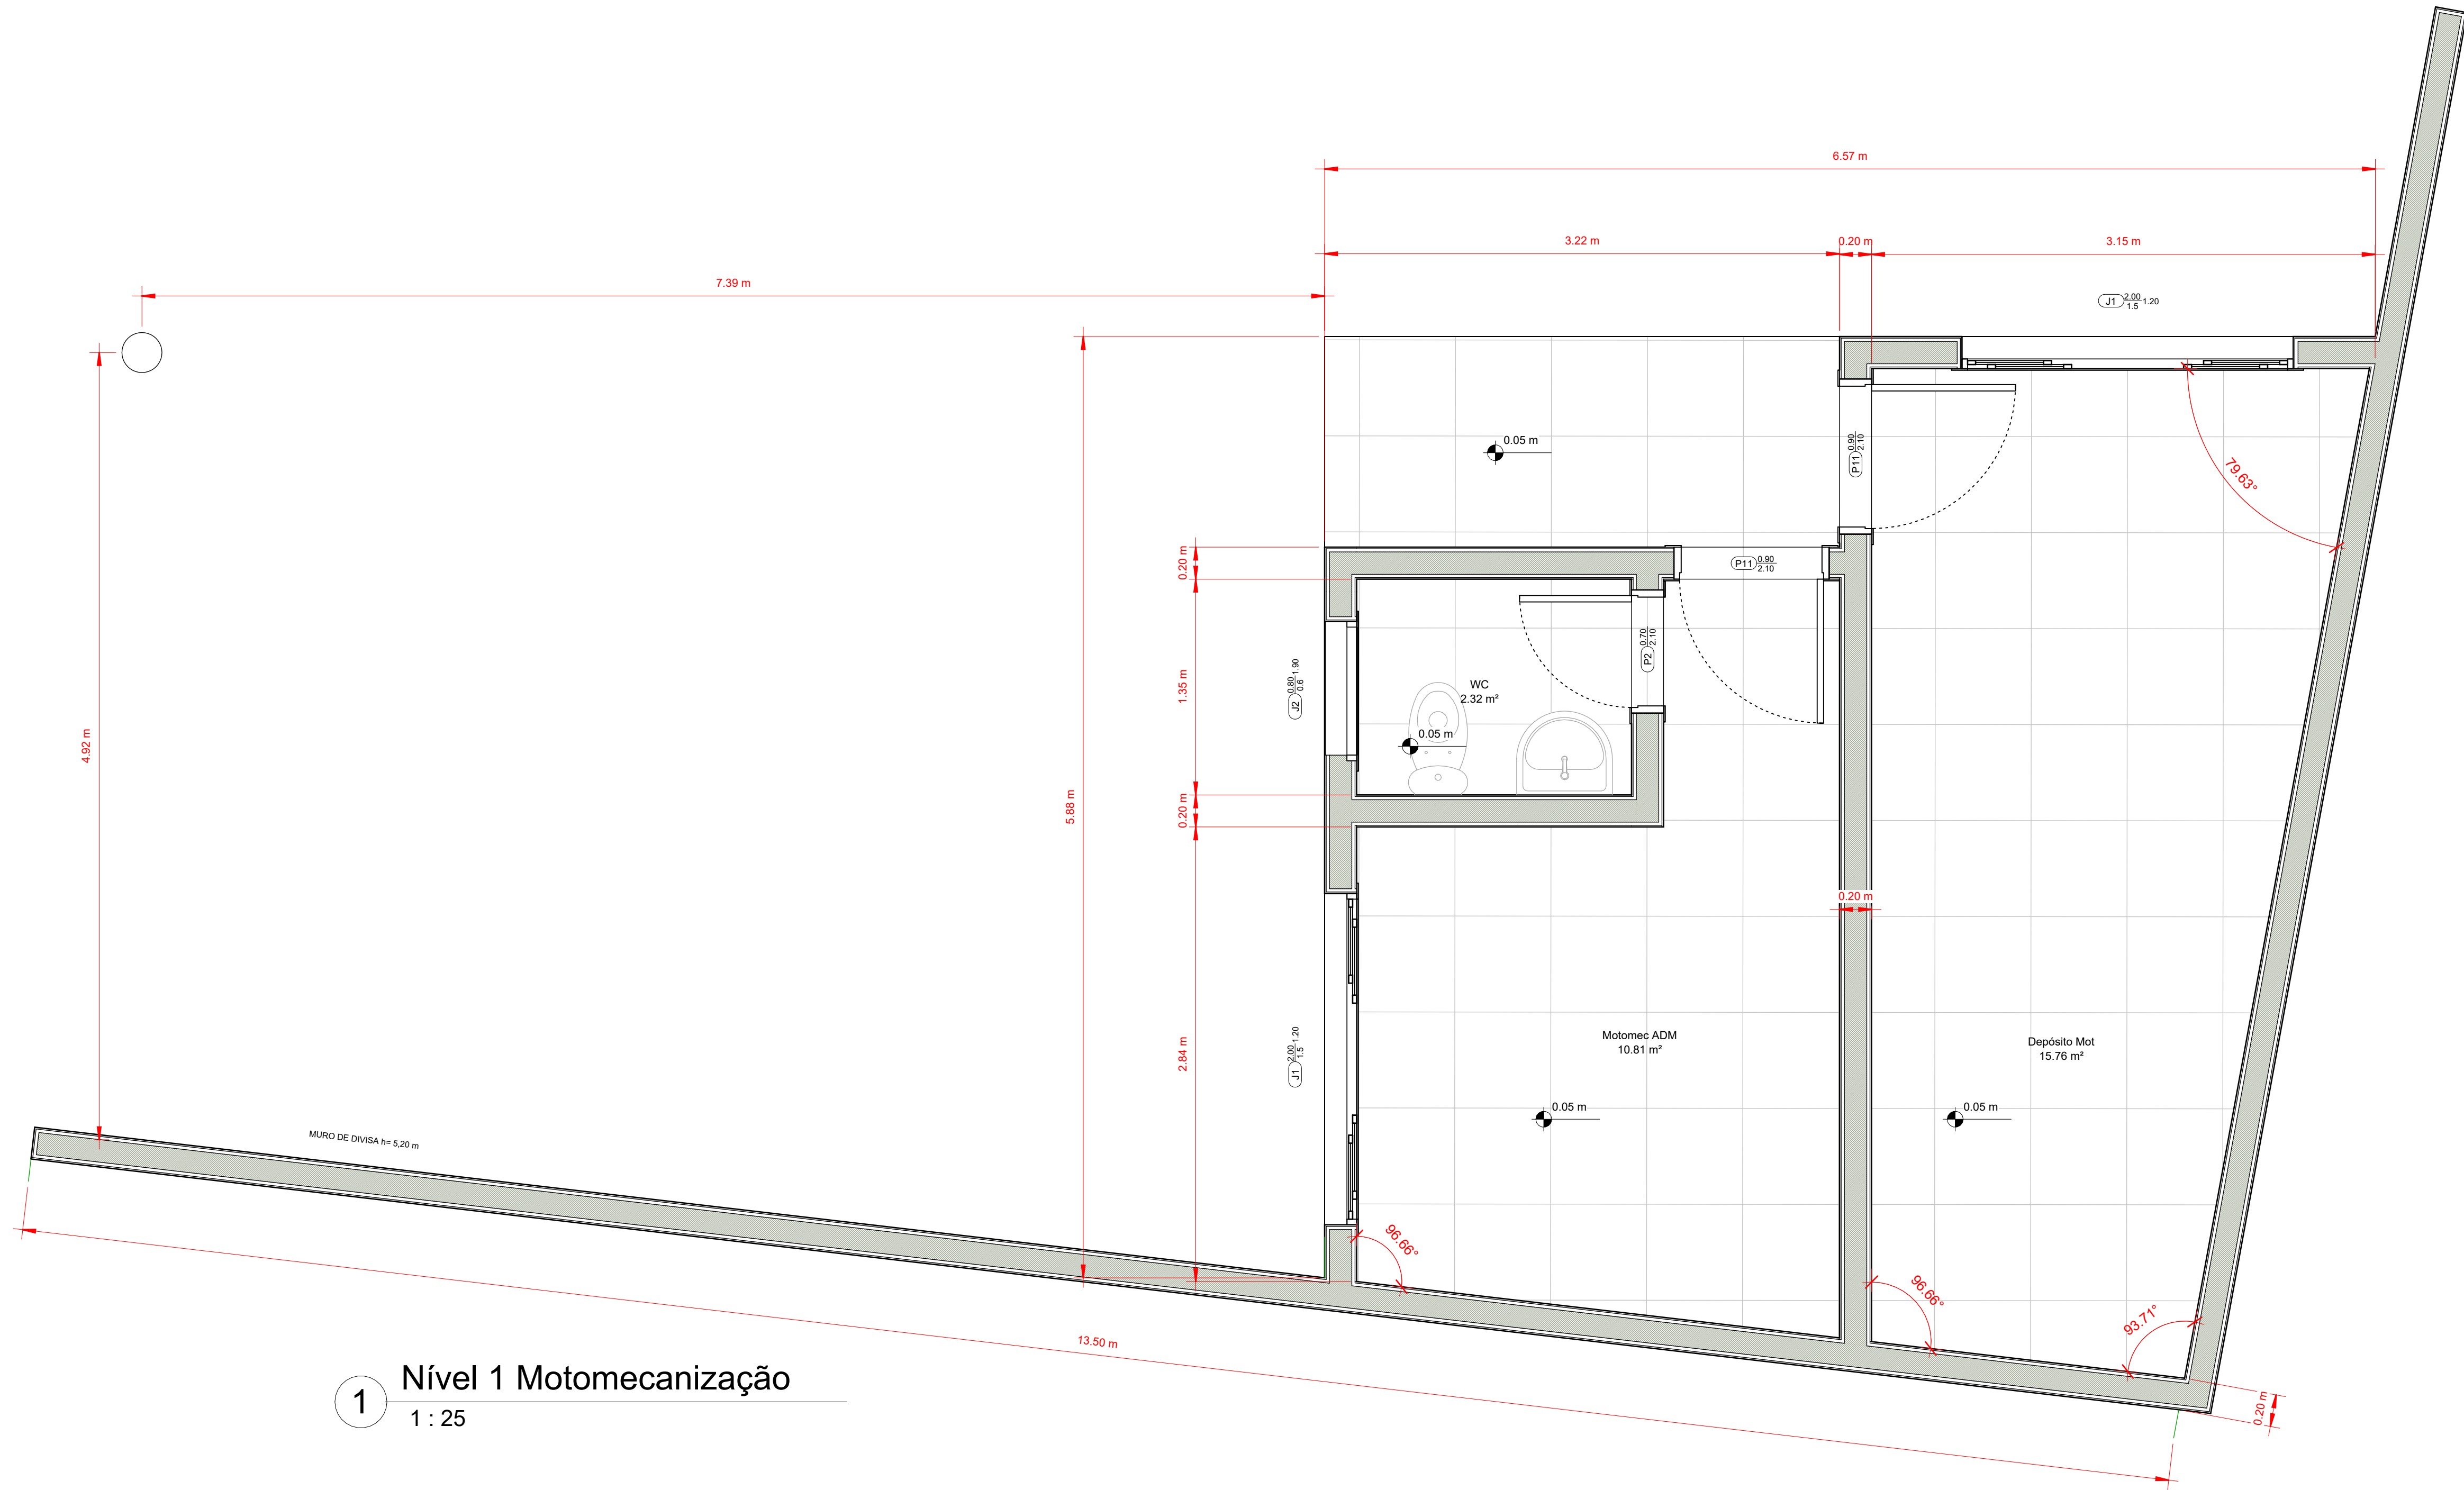 6.57 m
3.22 m
0.20 m
3.15 m
7.39 m
J1
2.00
1.5
1.20
0.05 m
P11
0.90
2.10
79.63°
0.20 m
P11
0.90
2.10
P2
0.70
2.10
WC
2.32 m²
0.05 m
1.35 m
J2
0.80
0.6
1.90
4.92 m
5.88 m
0.20 m
0.20 m
Motomec ADM
10.81 m²
Depósito Mot
15.76 m²
2.84 m
J1
2.00
1.5
1.20
0.05 m
0.05 m
MURO DE DIVISA h= 5,20 m
96.66°
96.66°
93.71°
13.50 m
0.20 m
1
Nível 1 Motomecanização
1 : 25